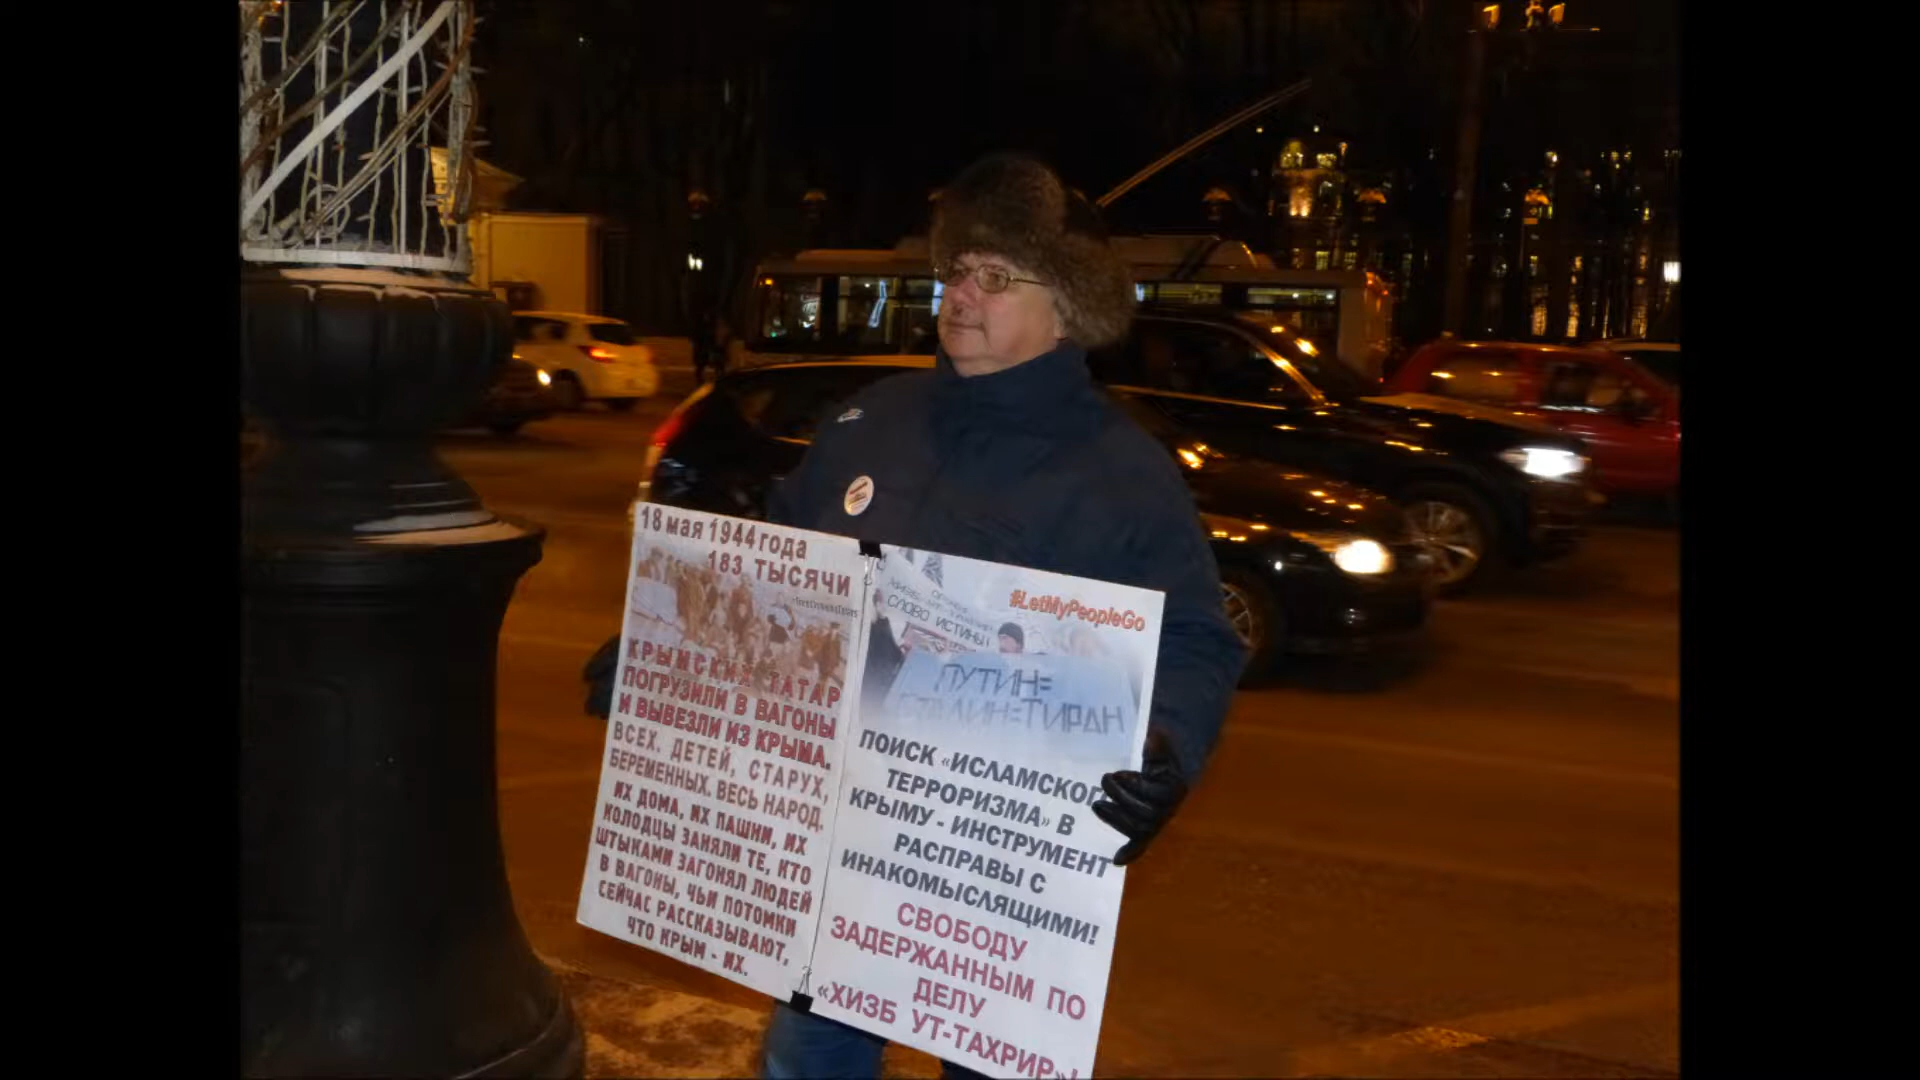 18 мая 1944 года
183 ТЫСЯЧИ
КРЫМСКИХ ТАТАР
ПОГРУЗИЛИ В ВАГОНЫ
И ВЫВЕЗЛИ ИЗ КРЫМА.
ВСЕХ. ДЕТЕЙ, СТАРУХ,
БЕРЕМЕННЫХ. ВЕСЬ НАРОД.
ИХ ДОМА, ИХ ПАШНИ, ИХ
КОЛОДЦЫ ЗАНЯЛИ ТЕ, КТО
ШТЫКАМИ ЗАГОНЯЛ ЛЮДЕЙ
В ВАГОНЫ, ЧЬИ ПОТОМКИ
СЕЙЧАС РАССКАЗЫВАЮТ,
ЧТО КРЫМ - ИХ.
#LetMyPeopleGo
СЛОВО ИСТИНЫ
ПУТИН=
СТАЛИН=ТИРАН
ПОИСК «ИСЛАМСКОГО
ТЕРРОРИЗМА» В
КРЫМУ - ИНСТРУМЕНТ
РАСПРАВЫ С
ИНАКОМЫСЛЯЩИМИ!
СВОБОДУ
ЗАДЕРЖАННЫМ ПО
ДЕЛУ
«ХИЗБ УТ-ТАХРИР»!